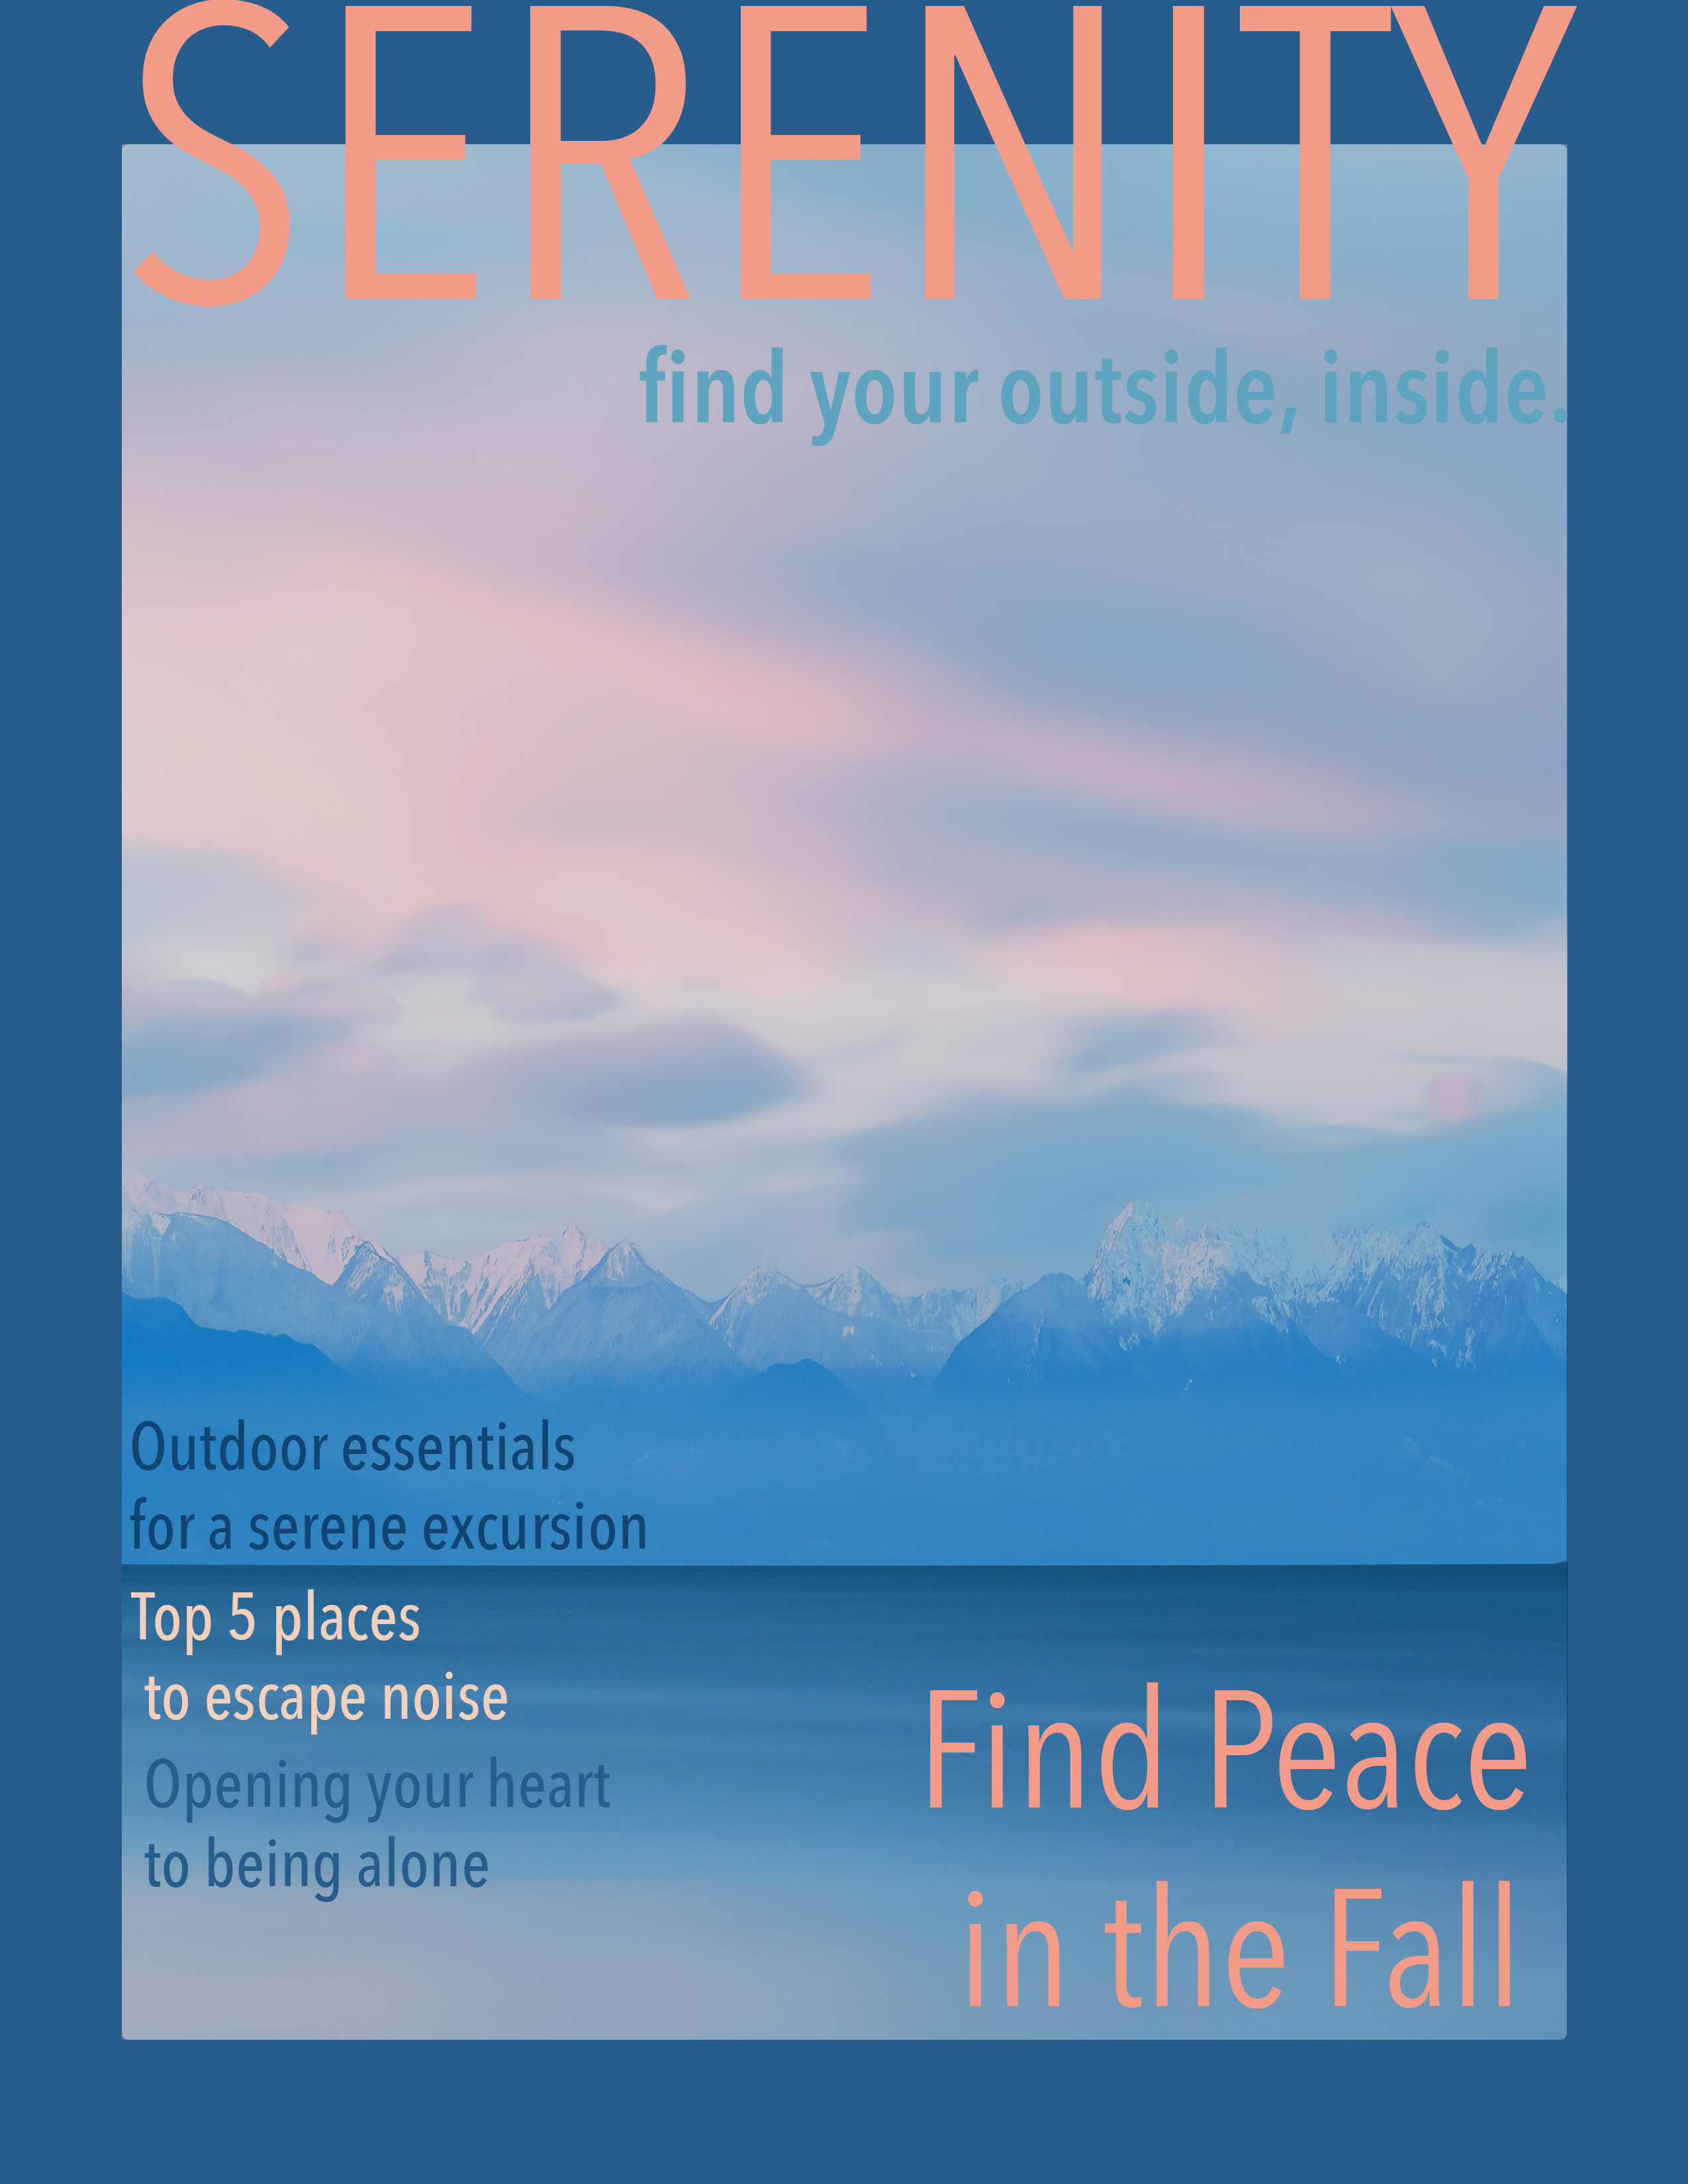 SERENITY
find your outside, inside.
Outdoor essentials
for a serene excursion
Top 5 places
to escape noise
Opening your heart
to being alone
Find Peace
in the Fall